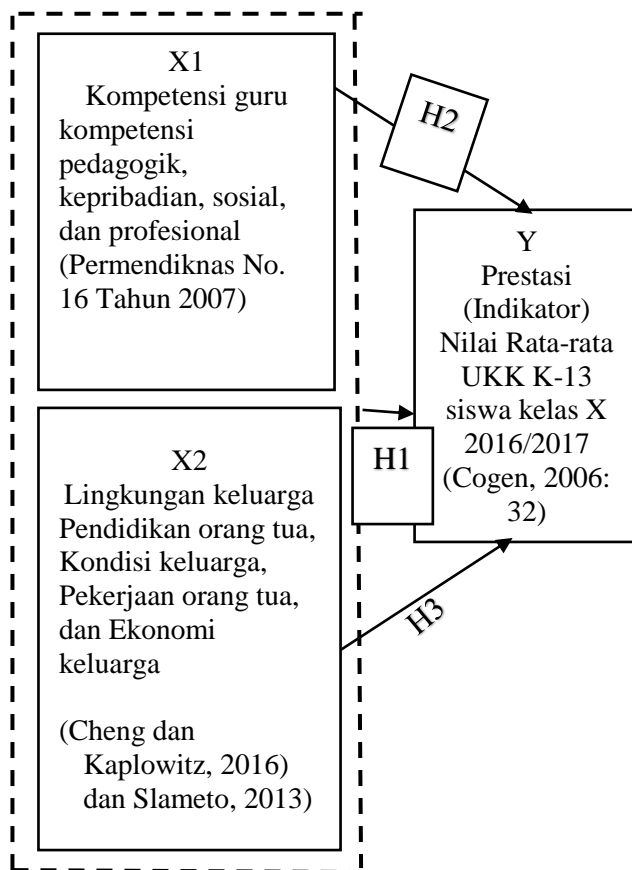 X1
Kompetensi guru
kompetensi
pedagogik,
kepribadian, sosial,
dan profesional
(Permendiknas No.
16 Tahun 2007)
H2
Y
Prestasi
(Indikator)
Nilai Rata-rata
UKK K-13
siswa kelas X
2016/2017
(Cogen, 2006:
32)
H1
X2
Lingkungan keluarga
Pendidikan orang tua,
Kondisi keluarga,
Pekerjaan orang tua,
dan Ekonomi
keluarga
(Cheng dan
Kaplowitz, 2016)
dan Slameto, 2013)
H3